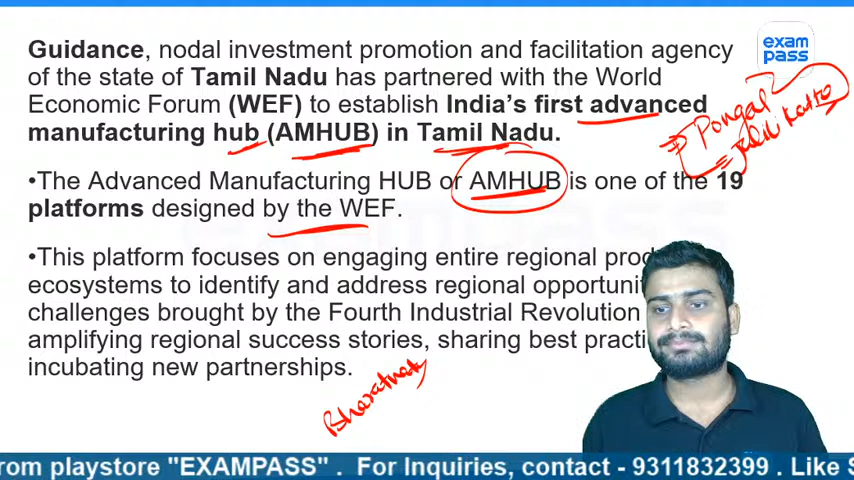 exam
pass
Guidance, nodal investment promotion and facilitation agency
of the state of Tamil Nadu has partnered with the World
Economic Forum (WEF) to establish India's first advanced
manufacturing hub (AMHUB) in Tamil Nadu.
Pongal
•The Advanced Manufacturing HUB or AMHUB is one of the 19
platforms designed by the WEF.
•This platform focuses on engaging entire regional prod
ecosystems to identify and address regional opportunit
challenges brought by the Fourth Industrial Revolution
amplifying regional success stories, sharing best practi
incubating new partnerships.
rom playstore "EXAMPASS" . For Inquiries, contact - 9311832399 . Like S